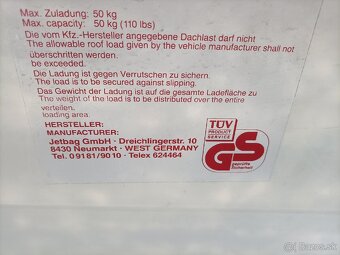 Max. Zuladung: 50 kg
Max. capacity: 50 kg (110 lbs)
Die vom Kfz.-Hersteller angegebene Dachlast darf nicht
The allowable roof load given by the vehicle manufacturer shall not
überschritten werden.
be exceeded.
Die Ladung ist gegen Verrutschen zu sichern.
The load is to be secured against slipping.
Das Gewicht der Ladung ist auf die gesamte Ladefläche zu
The weight of the load is to be distributed over the entire
verteilen.
loading area.
HERSTELLER:
MANUFACTURER:
Jetbag GmbH · Dreichlingerstr. 10
8430 Neumarkt · WEST GERMANY
Tel. 09181/9010 · Telex 624464
TÜV
PRODUCT
SERVICE
GS
geprüfte
Sicherheit
bazos.sk